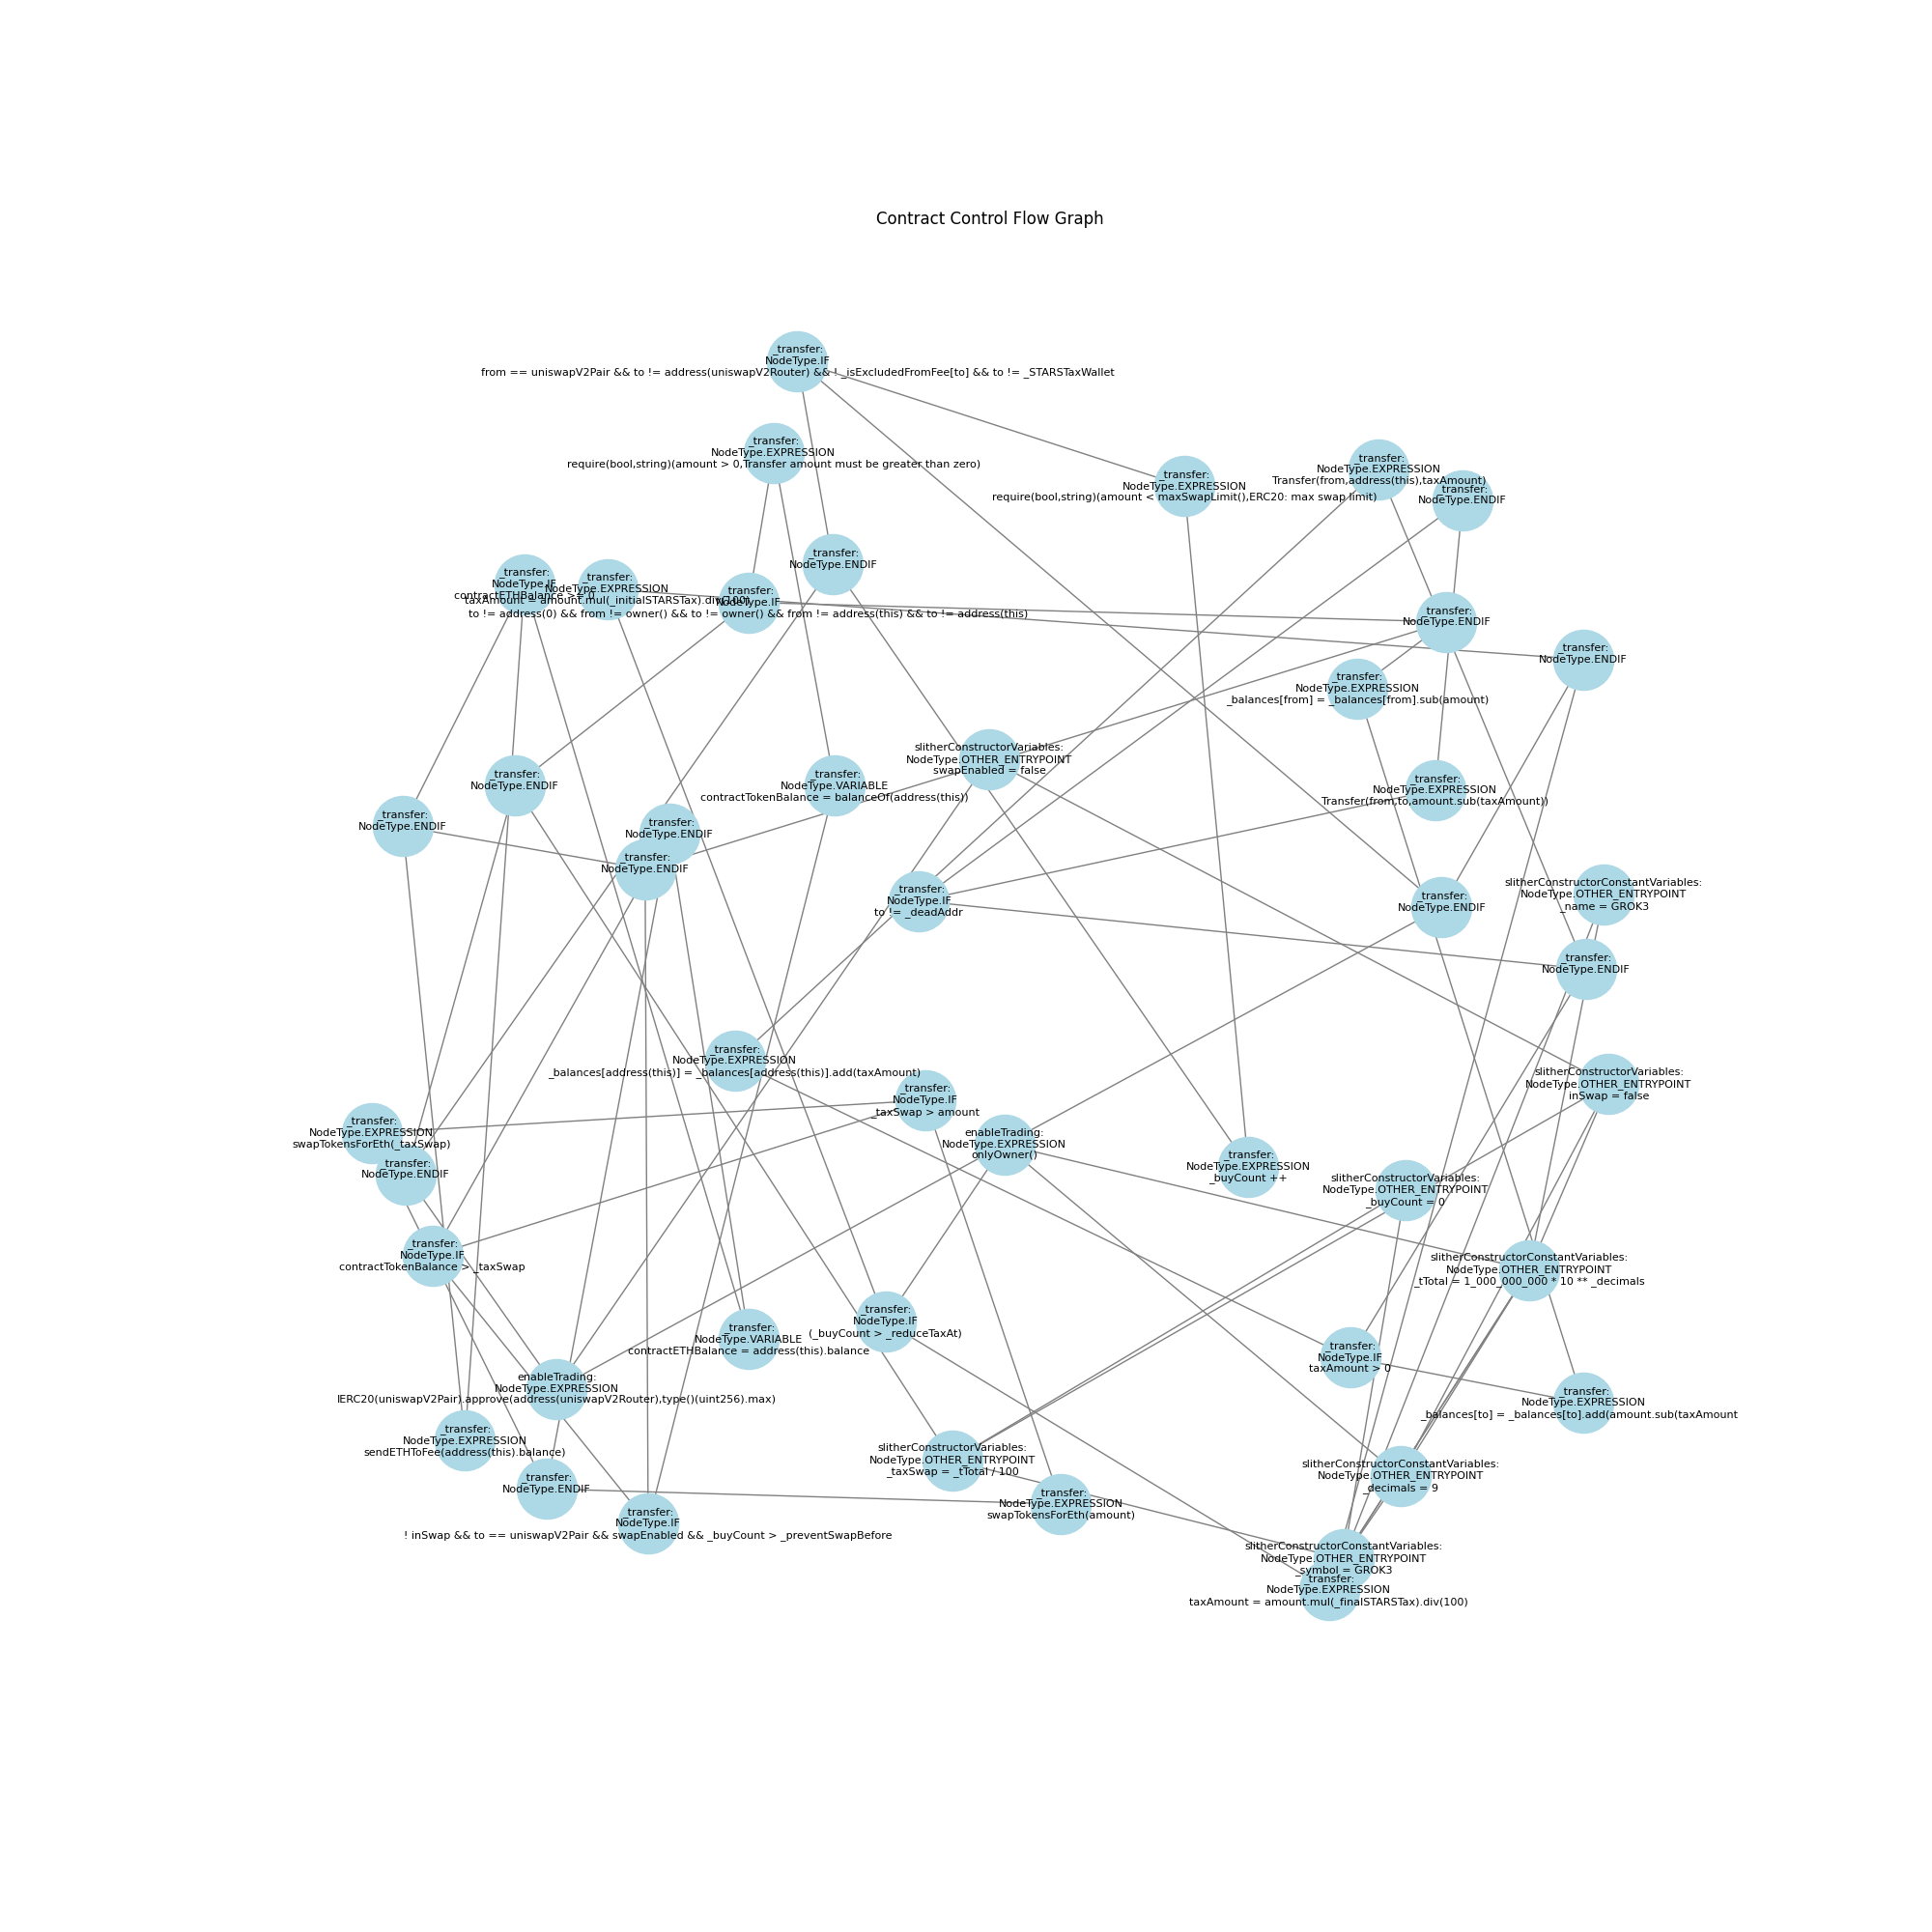 Contract Control Flow Graph
_transfer:
NodeType.IF
from == uniswapV2Pair && to != address(uniswapV2Router) && ! _isExcludedFromFee[to] && to != _STARSTaxWallet
_transfer:
NodeType.EXPRESSION
require(bool,string)(amount > 0,Transfer amount must be greater than zero)
_transfer:
NodeType.EXPRESSION
Transfer(from,address(this),taxAmount)
_transfer:
NodeType.EXPRESSION
require(bool,string)(amount < maxSwapLimit(),ERC20: max swap limit)
_transfer:
NodeType.ENDIF
_transfer:
NodeType.ENDIF
_transfer:
NodeType.IF
contractETHBalance >= 0
_transfer:
NodeType.EXPRESSION
taxAmount = amount.mul(_initialSTARSTax).div(100)
_transfer:
NodeType.IF
to != address(0) && from != owner() && to != owner() && from != address(this) && to != address(this)
_transfer:
NodeType.ENDIF
_transfer:
NodeType.ENDIF
_transfer:
NodeType.EXPRESSION
_balances[from] = _balances[from].sub(amount)
slitherConstructorVariables:
NodeType.OTHER_ENTRYPOINT
swapEnabled = false
_transfer:
NodeType.ENDIF
_transfer:
NodeType.VARIABLE
contractTokenBalance = balanceOf(address(this))
_transfer:
NodeType.EXPRESSION
Transfer(from,to,amount.sub(taxAmount))
_transfer:
NodeType.ENDIF
_transfer:
NodeType.ENDIF
_transfer:
NodeType.ENDIF
_transfer:
NodeType.IF
to != _deadAddr
_transfer:
NodeType.ENDIF
slitherConstructorConstantVariables:
NodeType.OTHER_ENTRYPOINT
_name = GROK3
_transfer:
NodeType.ENDIF
_transfer:
NodeType.EXPRESSION
_balances[address(this)] = _balances[address(this)].add(taxAmount)
slitherConstructorVariables:
NodeType.OTHER_ENTRYPOINT
inSwap = false
_transfer:
NodeType.IF
_taxSwap > amount
_transfer:
NodeType.EXPRESSION
swapTokensForEth(_taxSwap)
enableTrading:
NodeType.EXPRESSION
onlyOwner()
_transfer:
NodeType.ENDIF
_transfer:
NodeType.EXPRESSION
_buyCount ++
slitherConstructorVariables:
NodeType.OTHER_ENTRYPOINT
_buyCount = 0
_transfer:
NodeType.IF
contractTokenBalance > _taxSwap
slitherConstructorConstantVariables:
NodeType.OTHER_ENTRYPOINT
_tTotal = 1_000_000_000 * 10 ** _decimals
_transfer:
NodeType.IF
(_buyCount > _reduceTaxAt)
_transfer:
NodeType.VARIABLE
contractETHBalance = address(this).balance
_transfer:
NodeType.IF
taxAmount > 0
enableTrading:
NodeType.EXPRESSION
IERC20(uniswapV2Pair).approve(address(uniswapV2Router),type()(uint256).max)
_transfer:
NodeType.EXPRESSION
_balances[to] = _balances[to].add(amount.sub(taxAmount
_transfer:
NodeType.EXPRESSION
sendETHToFee(address(this).balance)
slitherConstructorVariables:
NodeType.OTHER_ENTRYPOINT
_taxSwap = _tTotal / 100
slitherConstructorConstantVariables:
NodeType.OTHER_ENTRYPOINT
_decimals = 9
_transfer:
NodeType.ENDIF
_transfer:
NodeType.EXPRESSION
swapTokensForEth(amount)
_transfer:
NodeType.IF
! inSwap && to == uniswapV2Pair && swapEnabled && _buyCount > _preventSwapBefore
slitherConstructorConstantVariables:
NodeType.OTHER_ENTRYPOINT
_symbol = GROK3
_transfer:
NodeType.EXPRESSION
taxAmount = amount.mul(_finalSTARSTax).div(100)